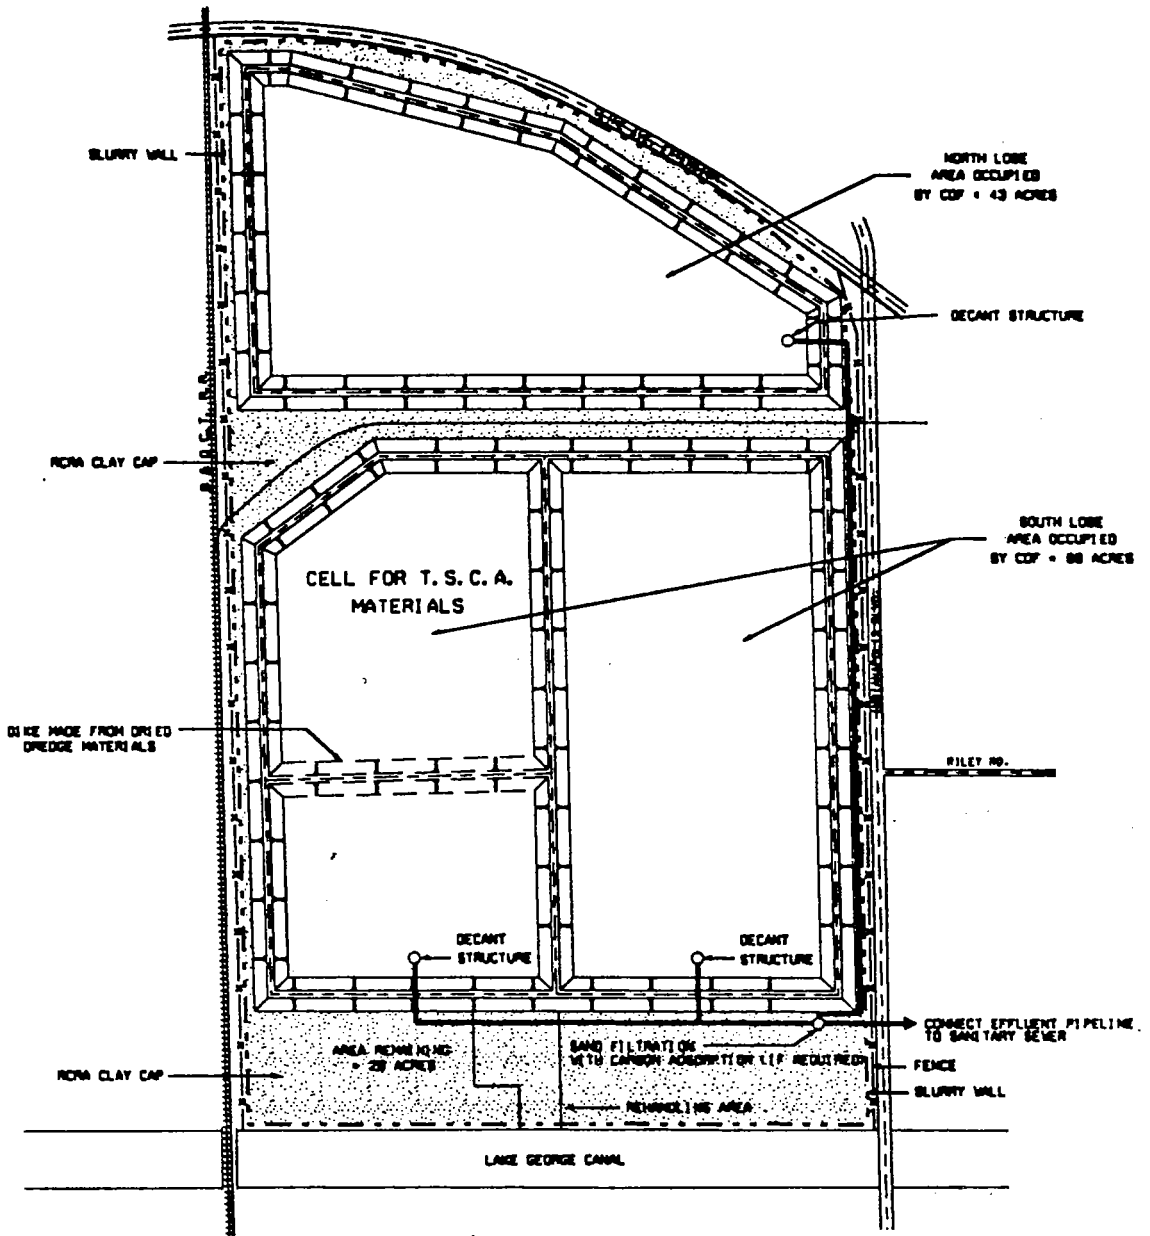 SLURRY WALL
NORTH LOBE
AREA OCCUPIED
BY CDF = 43 ACRES
DECANT STRUCTURE
RCRA CLAY CAP
SOUTH LOBE
AREA OCCUPIED
BY CDF = 88 ACRES
CELL FOR T.S.C.A.
MATERIALS
DIKE MADE FROM DRIED
DREDGE MATERIALS
RILEY RD.
DECANT
STRUCTURE
DECANT
STRUCTURE
CONNECT EFFLUENT PIPELINE
TO SANITARY SEWER
SAND FILTRATION
WITH CARBON ADSORPTION (IF REQUIRED)
AREA REMAINING
RCRA CLAY CAP
FENCE
SLURRY WALL
REHANDLING AREA
LAKE GEORGE CANAL